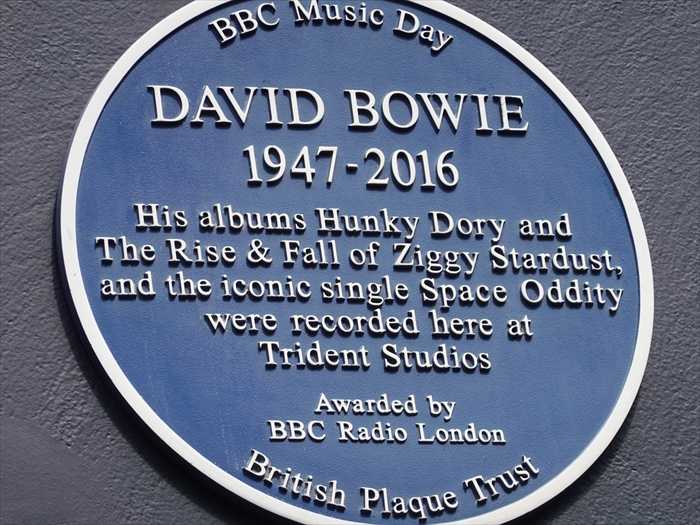 BBC Music Day
DAVID BOWIE
1947-2016
His albums Hunky Dory and
The Rise & Fall of Ziggy Stardust,
and the iconic single Space Oddity
were recorded here at
Trident Studios
Awarded by
BBC Radio London
British Plaque Trust